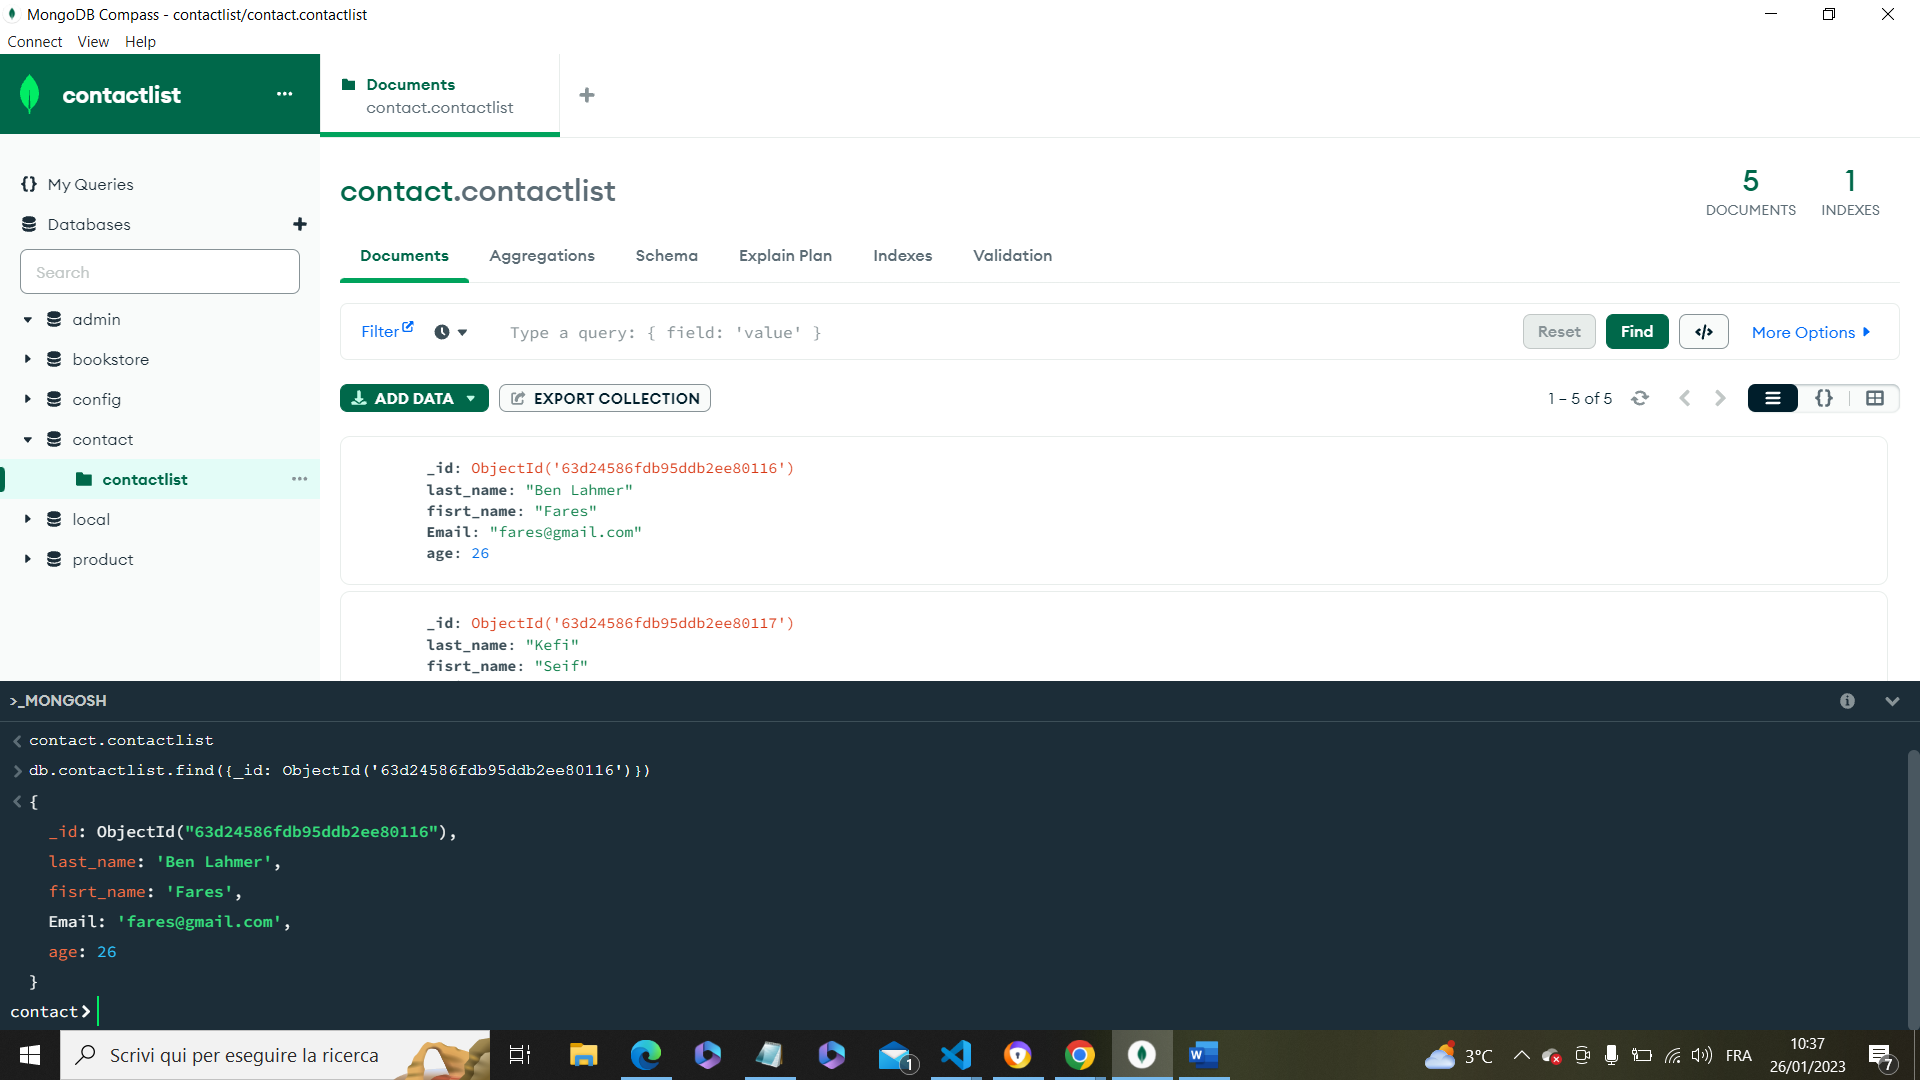 MongoDB Compass - contactlist/contact.contactlist
Connect View Help
contactlist
Documents
contact.contactlist
My Queries
Databases
Search
admin
bookstore
config
contact
contactlist
local
product
contact.contactlist
5
DOCUMENTS
1
INDEXES
Documents Aggregations Schema Explain Plan Indexes Validation
Filter Type a query: { field: 'value' } Reset Find </> More Options
ADD DATA EXPORT COLLECTION 1 – 5 of 5 {}
_id: ObjectId('63d24586fdb95ddb2ee80116')
last_name: "Ben Lahmer"
fisrt_name: "Fares"
Email: "fares@gmail.com"
age: 26
_id: ObjectId('63d24586fdb95ddb2ee80117')
last_name: "Kefi"
fisrt_name: "Seif"
>_MONGOSH
contact.contactlist
db.contactlist.find({_id: ObjectId('63d24586fdb95ddb2ee80116')})
{
_id: ObjectId("63d24586fdb95ddb2ee80116"),
last_name: 'Ben Lahmer',
fisrt_name: 'Fares',
Email: 'fares@gmail.com',
age: 26
}
contact>
Scrivi qui per eseguire la ricerca
1
3°C
FRA
10:37
26/01/2023
7